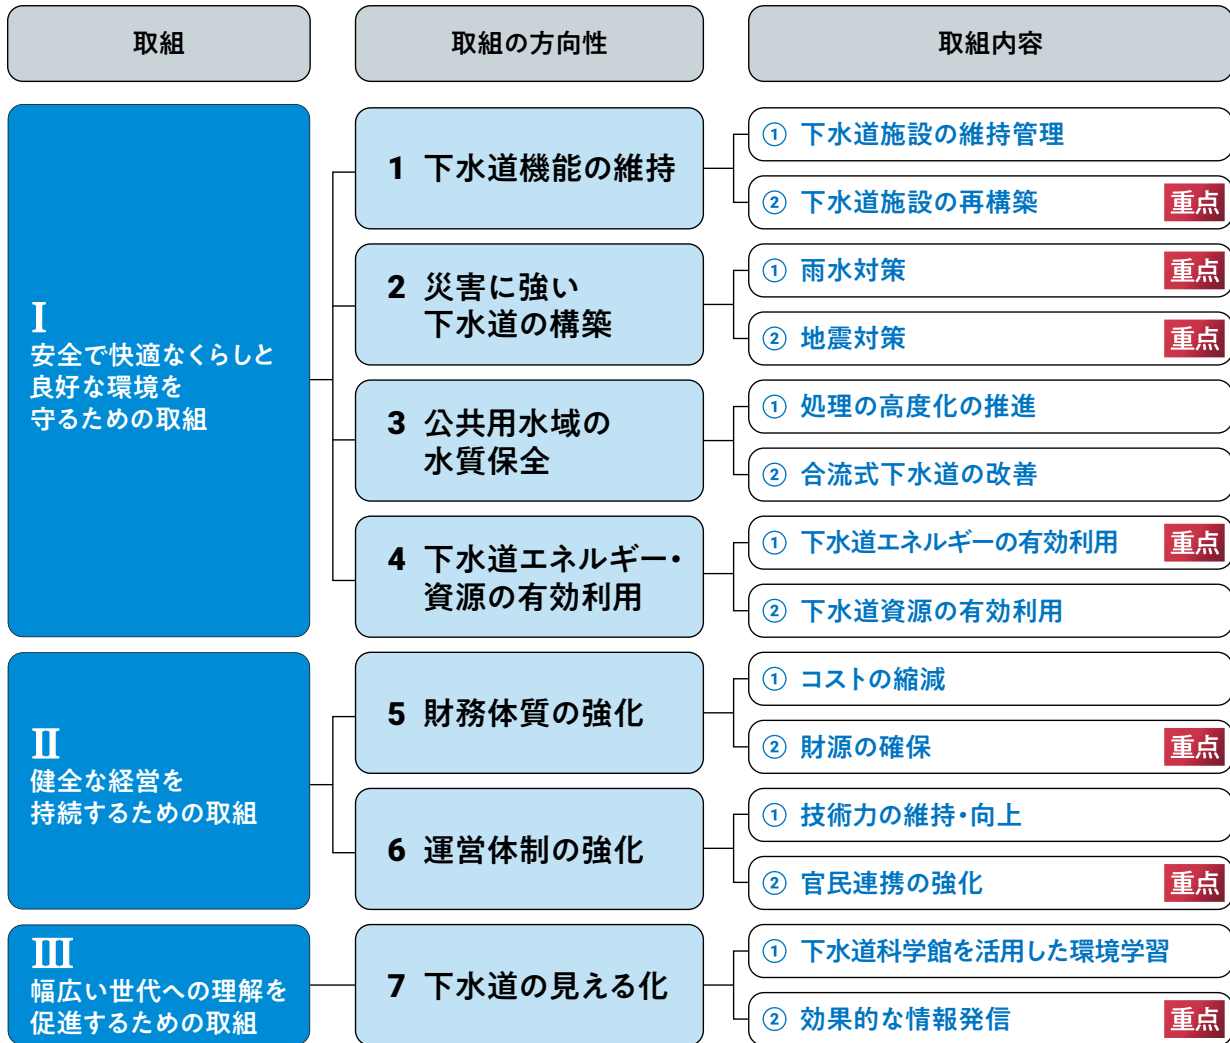 取組
取組の方向性
取組内容
I
安全で快適なくらしと
良好な環境を
守るための取組
1 下水道機能の維持
① 下水道施設の維持管理
② 下水道施設の再構築 重点
2 災害に強い
下水道の構築
① 雨水対策 重点
② 地震対策 重点
3 公共用水域の
水質保全
① 処理の高度化の推進
② 合流式下水道の改善
4 下水道エネルギー・
資源の有効利用
① 下水道エネルギーの有効利用 重点
② 下水道資源の有効利用
II
健全な経営を
持続するための取組
5 財務体質の強化
① コストの縮減
② 財源の確保 重点
6 運営体制の強化
① 技術力の維持・向上
② 官民連携の強化 重点
III
幅広い世代への理解を
促進するための取組
7 下水道の見える化
① 下水道科学館を活用した環境学習
② 効果的な情報発信 重点